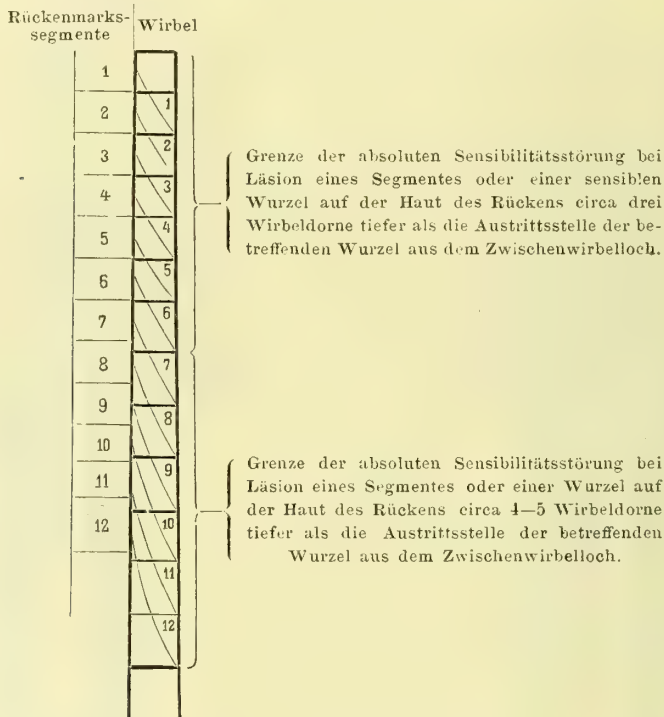 Rückenmarks-
segmente
Wirbel
1
2
3
4
5
6
7
8
9
10
11
12
1
2
3
4
5
6
7
8
9
10
11
12
Grenze der absoluten Sensibilitätsstörung bei
Läsion eines Segmentes oder einer sensiblen
Wurzel auf der Haut des Rückens circa drei
Wirbeldorne tiefer als die Austrittsstelle der be-
treffenden Wurzel aus dem Zwischenwirbelloch.
Grenze der absoluten Sensibilitätsstörung bei
Läsion eines Segmentes oder einer Wurzel auf
der Haut des Rückens circa 4—5 Wirbeldorne
tiefer als die Austrittsstelle der betreffenden
Wurzel aus dem Zwischenwirbelloch.